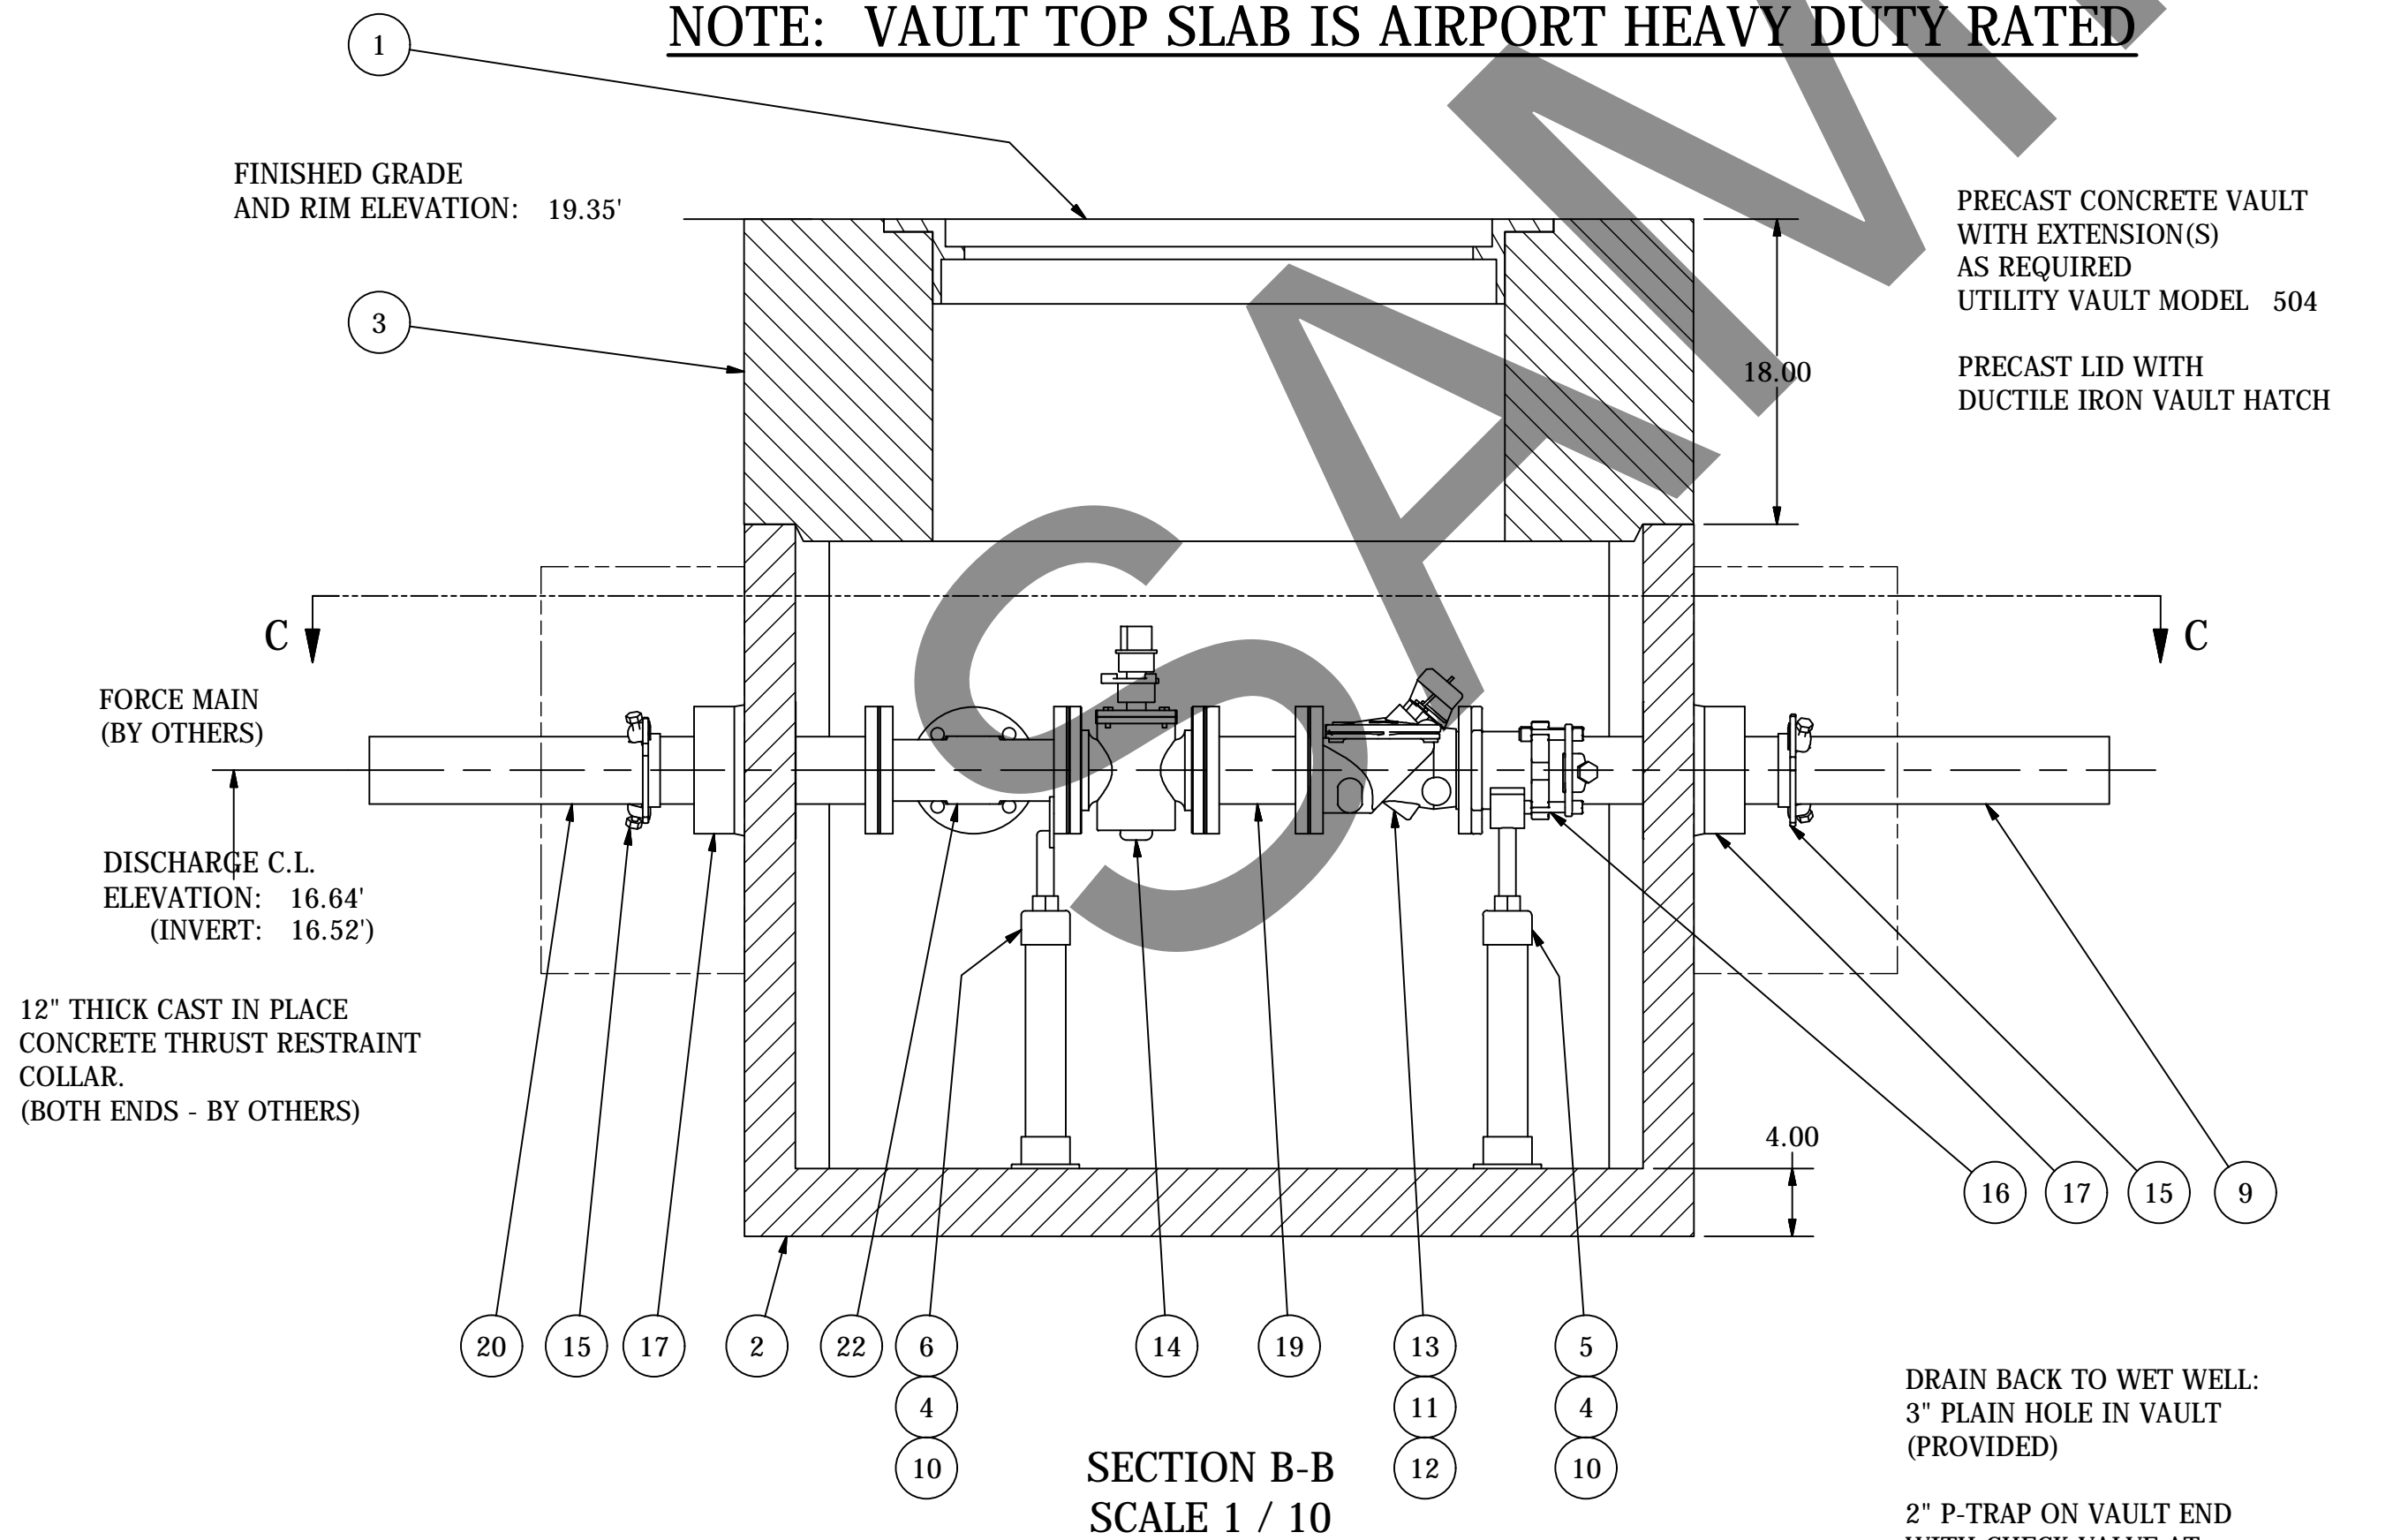 NOTE: VAULT TOP SLAB IS AIRPORT HEAVY DUTY RATED
1
FINISHED GRADE
AND RIM ELEVATION: 19.35'
3
PRECAST CONCRETE VAULT
WITH EXTENSION(S)
AS REQUIRED
UTILITY VAULT MODEL 504
PRECAST LID WITH
DUCTILE IRON VAULT HATCH
18.00
C
C
FORCE MAIN
(BY OTHERS)
DISCHARGE C.L.
ELEVATION: 16.64'
(INVERT: 16.52')
12" THICK CAST IN PLACE
CONCRETE THRUST RESTRAINT
COLLAR.
(BOTH ENDS - BY OTHERS)
4.00
16
17
15
9
20
15
17
2
22
6
4
10
14
19
13
11
12
5
4
10
SECTION B-B
SCALE 1 / 10
DRAIN BACK TO WET WELL:
3" PLAIN HOLE IN VAULT
(PROVIDED)
2" P-TRAP ON VAULT END
WITH CHECK VALVE AT
SAM